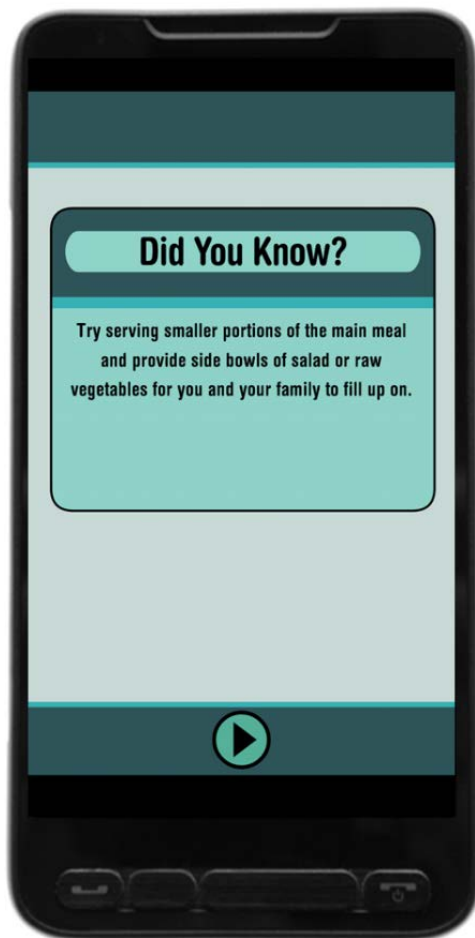 Did You Know?
Try serving smaller portions of the main meal
and provide side bowls of salad or raw
vegetables for you and your family to fill up on.